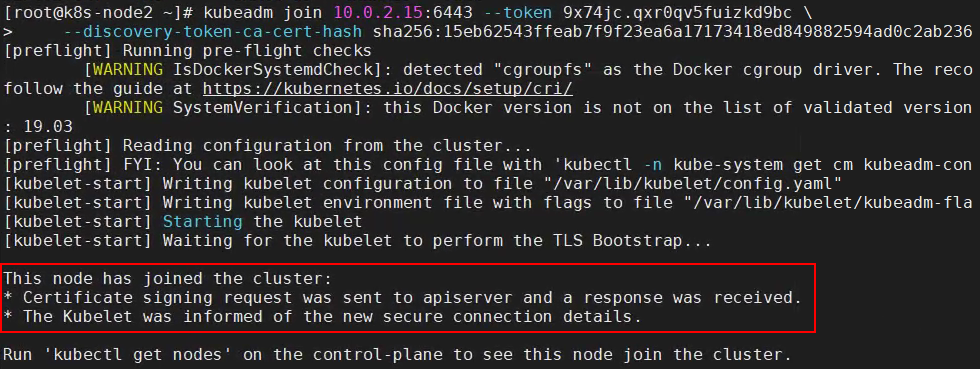 [root@k8s-node2 ~]# kubeadm join 10.0.2.15:6443 --token 9x74jc.qxr0qv5fuizkd9bc \
>     --discovery-token-ca-cert-hash sha256:15eb62543ffeab7f9f23ea6a17173418ed849882594ad0c2ab236
[preflight] Running pre-flight checks
        [WARNING IsDockerSystemdCheck]: detected "cgroupfs" as the Docker cgroup driver. The reco
follow the guide at https://kubernetes.io/docs/setup/cri/
        [WARNING SystemVerification]: this Docker version is not on the list of validated version
: 19.03
[preflight] Reading configuration from the cluster...
[preflight] FYI: You can look at this config file with 'kubectl -n kube-system get cm kubeadm-con
[kubelet-start] Writing kubelet configuration to file "/var/lib/kubelet/config.yaml"
[kubelet-start] Writing kubelet environment file with flags to file "/var/lib/kubelet/kubeadm-fla
[kubelet-start] Starting the kubelet
[kubelet-start] Waiting for the kubelet to perform the TLS Bootstrap...

This node has joined the cluster:
* Certificate signing request was sent to apiserver and a response was received.
* The Kubelet was informed of the new secure connection details.

Run 'kubectl get nodes' on the control-plane to see this node join the cluster.